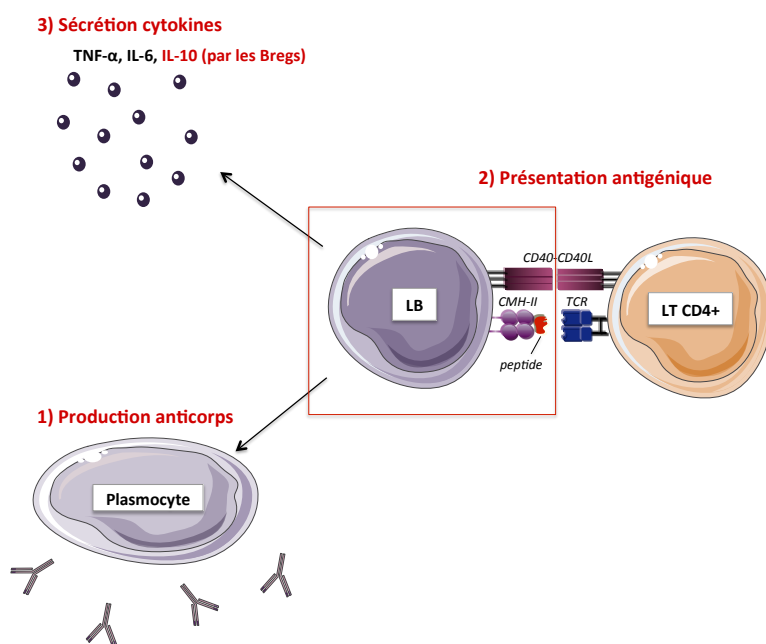 3) Sécrétion cytokines
TNF-α, IL-6, IL-10 (par les Bregs)
2) Présentation antigénique
CD40-CD40L
LB
CMH-II
TCR
LT CD4+
peptide
1) Production anticorps
Plasmocyte